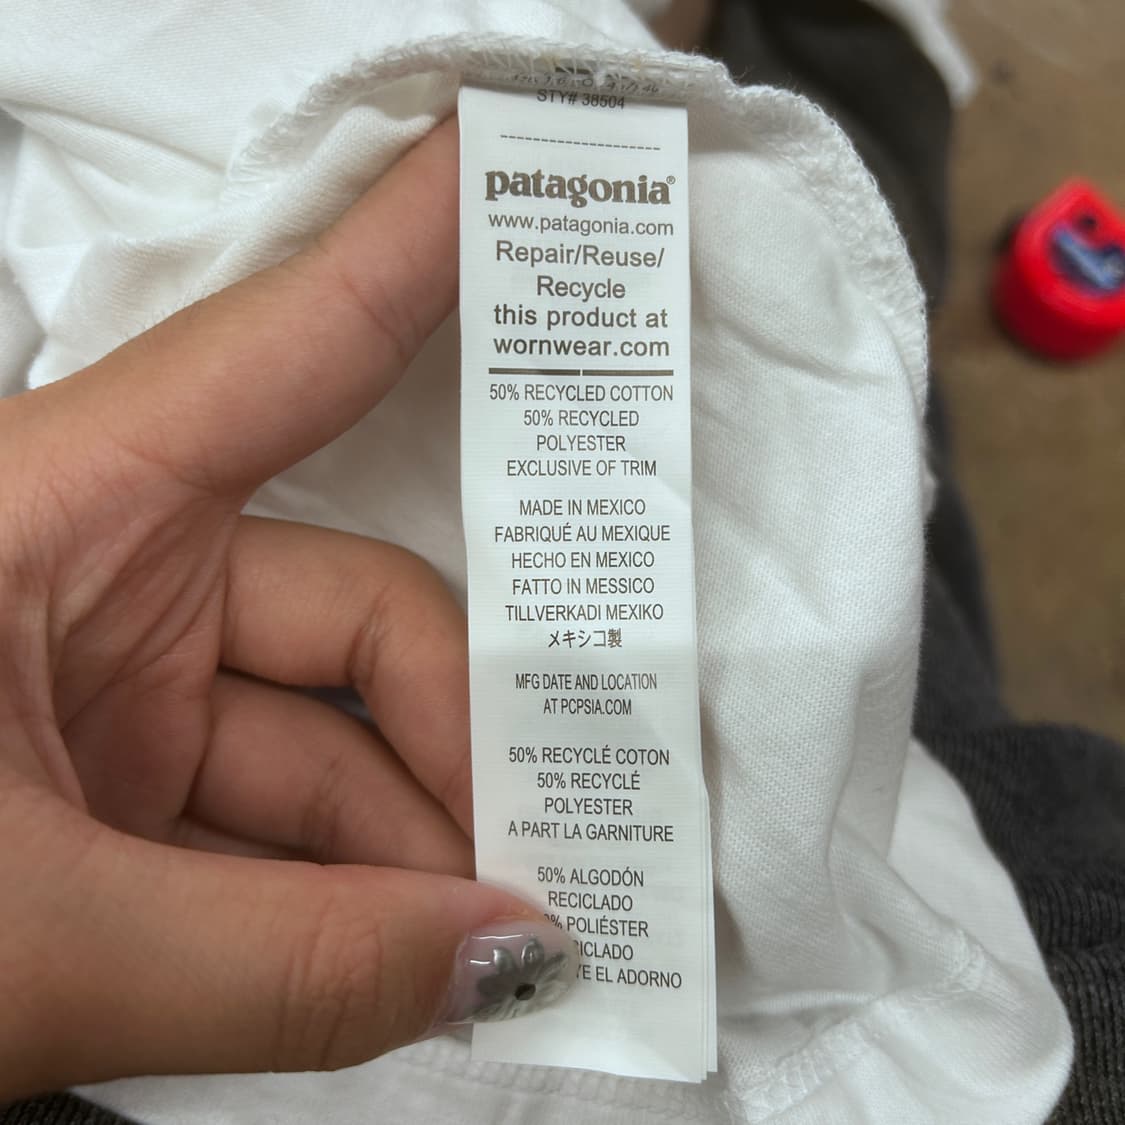 STY# 38504
patagonia®
www.patagonia.com
Repair/Reuse/
Recycle
this product at
wornwear.com
50% RECYCLED COTTON
50% RECYCLED
POLYESTER
EXCLUSIVE OF TRIM
MADE IN MEXICO
FABRIQUÉ AU MEXIQUE
HECHO EN MEXICO
FATTO IN MESSICO
TILLVERKADI MEXIKO
メキシコ製
MFG DATE AND LOCATION
AT PCPSIA.COM
50% RECYCLÉ COTON
50% RECYCLÉ
POLYESTER
A PART LA GARNITURE
50% ALGODÓN
RECICLADO
% POLIÉSTER
ICLADO
YE EL ADORNO